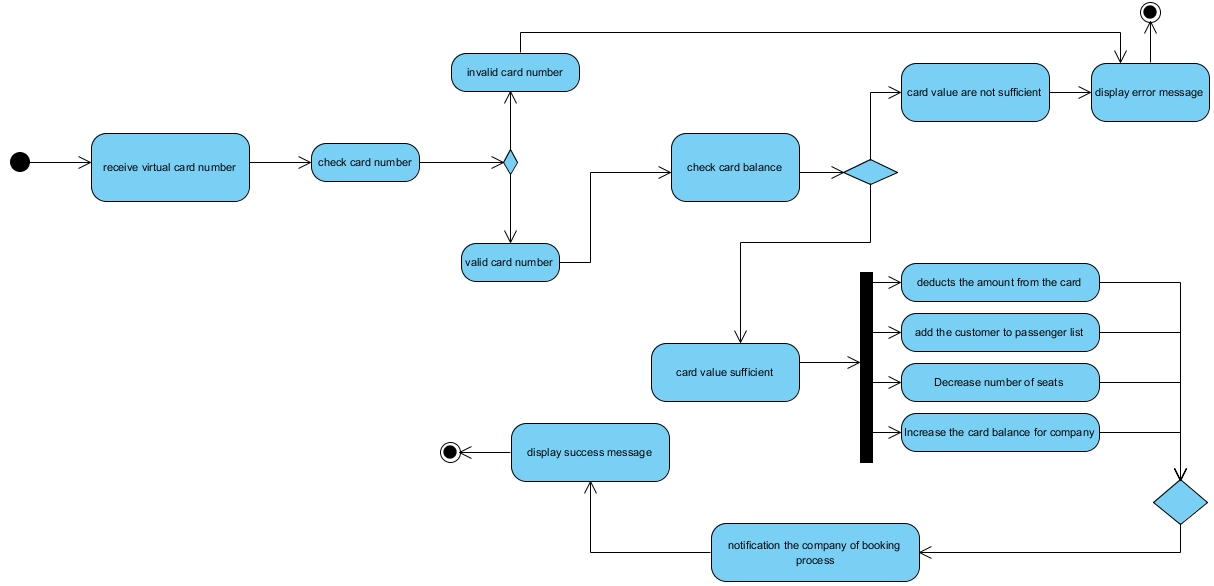 invalid card number
card value are not sufficient
display error message
receive virtual card number
check card number
check card balance
valid card number
deducts the amount from the card
add the customer to passenger list
card value sufficient
Decrease number of seats
Increase the card balance for company
display success message
notification the company of booking
process